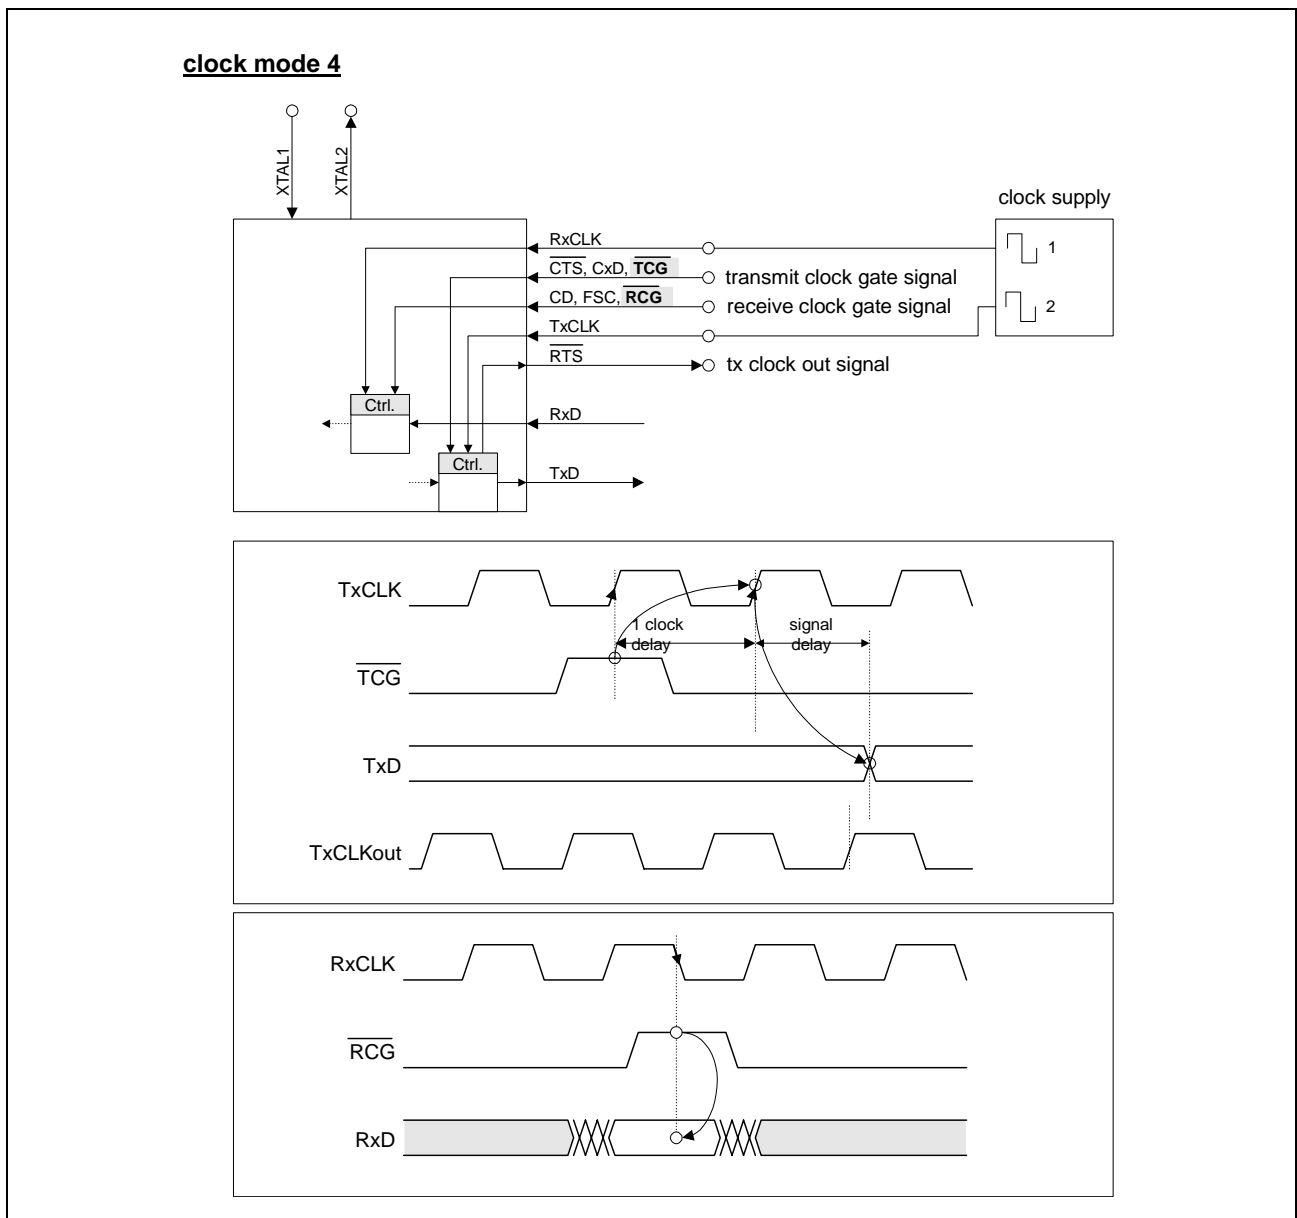 clock mode 4
XTAL1
XTAL2
clock supply
RxCLK
1
CTS, CxD, TCG
transmit clock gate signal
CD, FSC, RCG
receive clock gate signal
2
TxCLK
RTS
tx clock out signal
Ctrl.
RxD
Ctrl.
TxD
TxCLK
1 clock
delay
signal
delay
TCG
TxD
TxCLKout
RxCLK
RCG
RxD